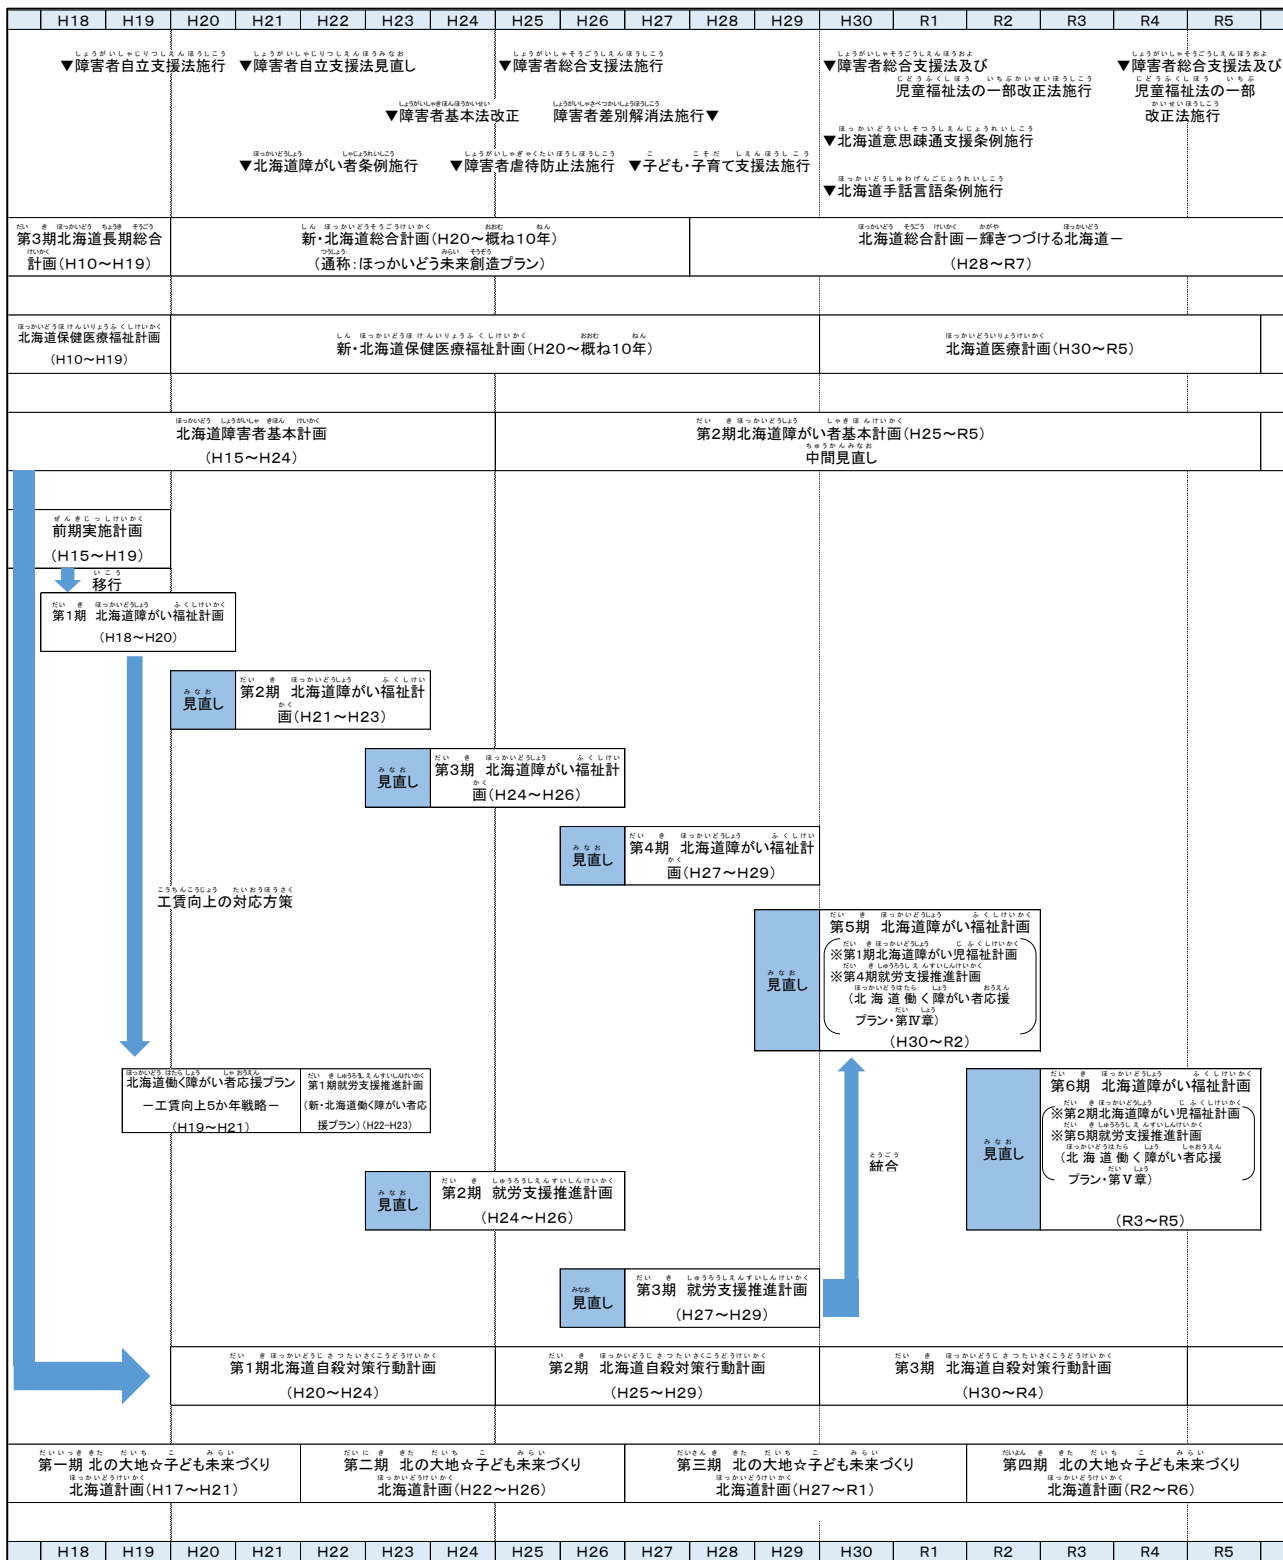 H18 H19 H20 H21 H22 H23 H24 H25 H26 H27 H28 H29 H30 R1 R2 R3 R4 R5
▼障害者自立支援法施行
▼障害者自立支援法見直し
▼障害者総合支援法施行
▼障害者総合支援法及び
児童福祉法の一部改正法施行
▼障害者総合支援法及び
児童福祉法の一部
改正法施行
▼障害者基本法改正
障害者差別解消法施行▼
▼北海道意思疎通支援条例施行
▼北海道障がい者条例施行
▼障害者虐待防止法施行
▼子ども・子育て支援法施行
▼北海道手話言語条例施行
第3期北海道長期総合
計画(H10～H19)
新・北海道総合計画(H20～概ね10年)
(通称:ほっかいどう未来創造プラン)
北海道総合計画－輝きつづける北海道－
(H28～R7)
北海道保健医療福祉計画
(H10～H19)
新・北海道保健医療福祉計画(H20～概ね10年)
北海道医療計画(H30～R5)
北海道障害者基本計画
(H15～H24)
第2期北海道障がい者基本計画(H25～R5)
中間見直し
前期実施計画
(H15～H19)
移行
第1期 北海道障がい福祉計画
(H18～H20)
見直し
第2期 北海道障がい福祉計
画(H21～H23)
見直し
第3期 北海道障がい福祉計
画(H24～H26)
見直し
第4期 北海道障がい福祉計
画(H27～H29)
工賃向上の対応方策
見直し
第5期 北海道障がい福祉計画
※第1期北海道障がい児福祉計画
※第4期就労支援推進計画
(北海道働く障がい者応援
プラン・第Ⅳ章)
(H30～R2)
北海道働く障がい者応援プラン
－工賃向上5か年戦略－
(H19～H21)
第1期就労支援推進計画
(新・北海道働く障がい者応
援プラン)(H22-H23)
見直し
第6期 北海道障がい福祉計画
※第2期北海道障がい児福祉計画
※第5期就労支援推進計画
(北海道働く障がい者応援
プラン・第Ⅴ章)
(R3～R5)
統合
見直し
第2期 就労支援推進計画
(H24～H26)
見直し
第3期 就労支援推進計画
(H27～H29)
第1期北海道自殺対策行動計画
(H20～H24)
第2期 北海道自殺対策行動計画
(H25～H29)
第3期 北海道自殺対策行動計画
(H30～R4)
第一期 北の大地☆子ども未来づくり
北海道計画(H17～H21)
第二期 北の大地☆子ども未来づくり
北海道計画(H22～H26)
第三期 北の大地☆子ども未来づくり
北海道計画(H27～R1)
第四期 北の大地☆子ども未来づくり
北海道計画(R2～R6)
H18 H19 H20 H21 H22 H23 H24 H25 H26 H27 H28 H29 H30 R1 R2 R3 R4 R5